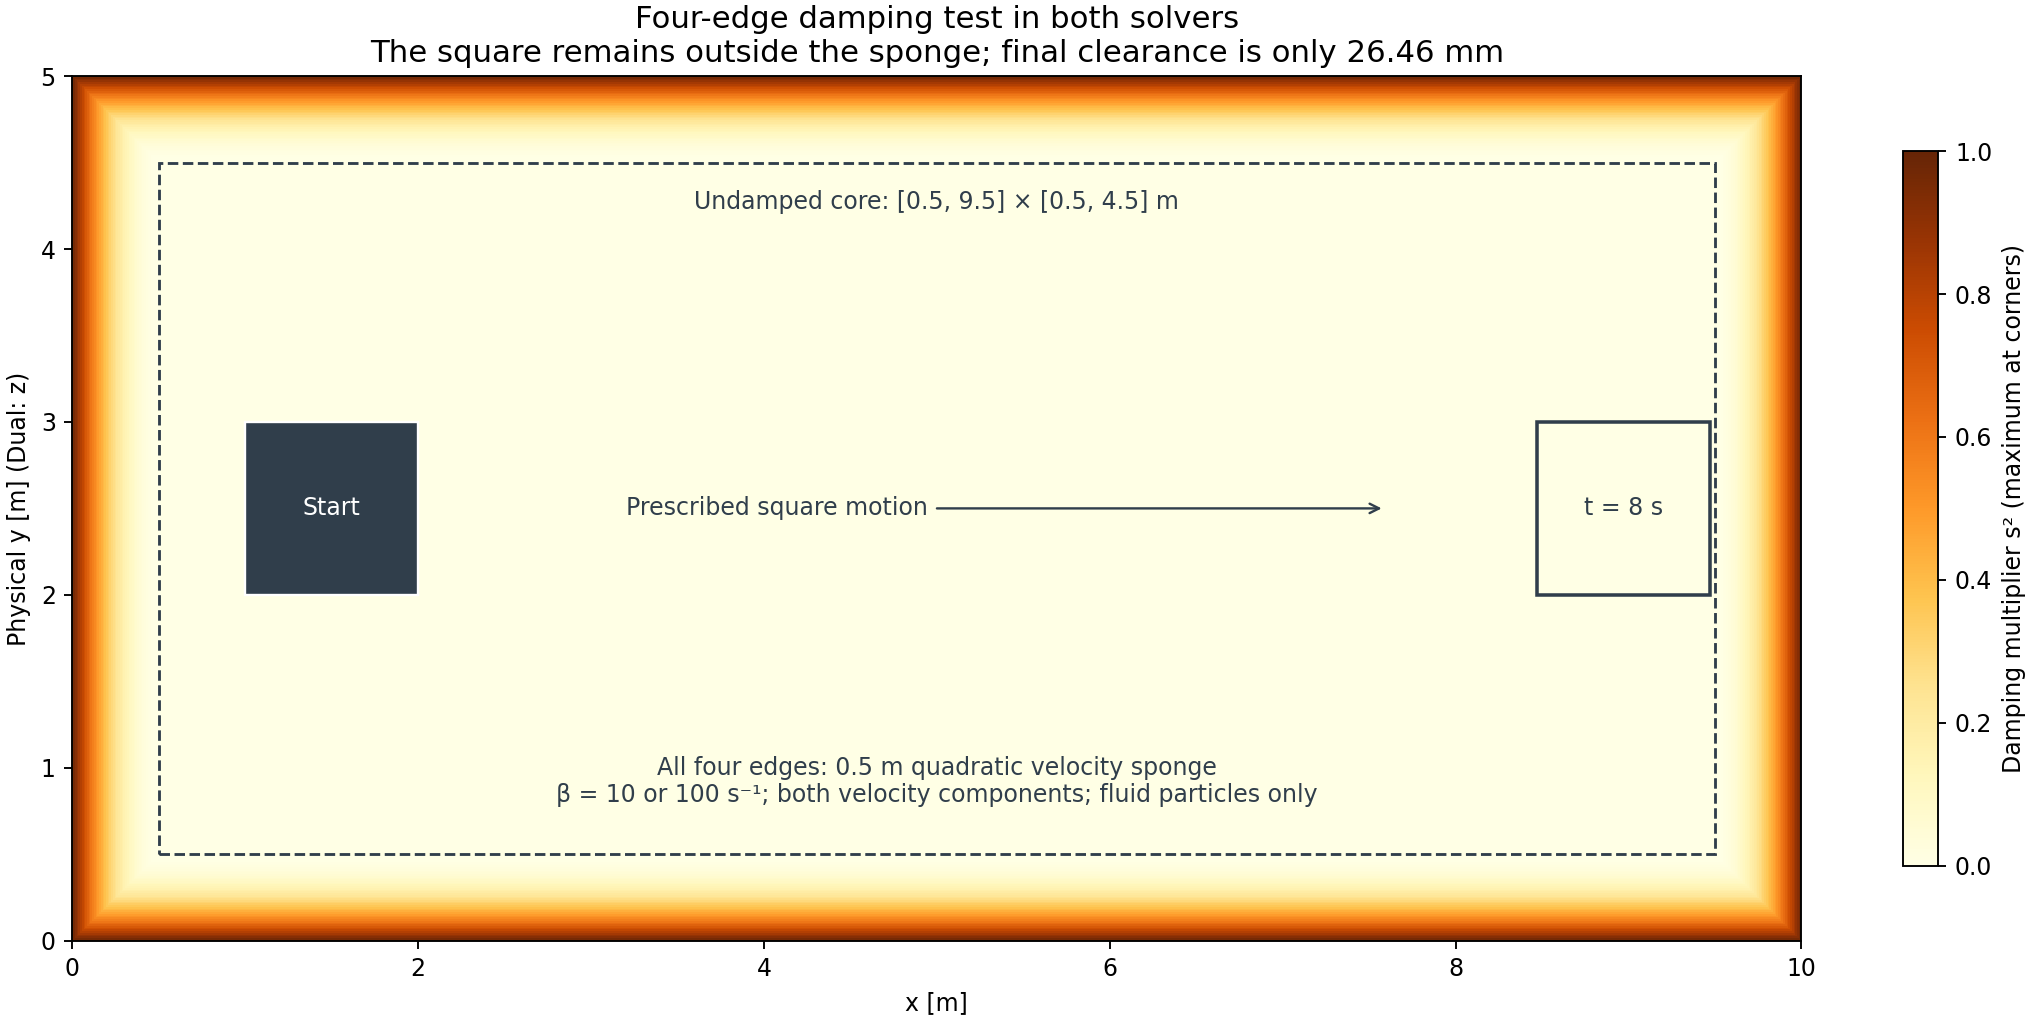 Four-edge damping test in both solvers
The square remains outside the sponge; final clearance is only 26.46 mm
5
4
3
2
1
0
Physical y [m] (Dual: z)
Undamped core: [0.5, 9.5] × [0.5, 4.5] m
Start
Prescribed square motion
t = 8 s
All four edges: 0.5 m quadratic velocity sponge
β = 10 or 100 s⁻¹; both velocity components; fluid particles only
0
2
4
6
8
10
x [m]
1.0
0.8
0.6
0.4
0.2
0.0
Damping multiplier s² (maximum at corners)